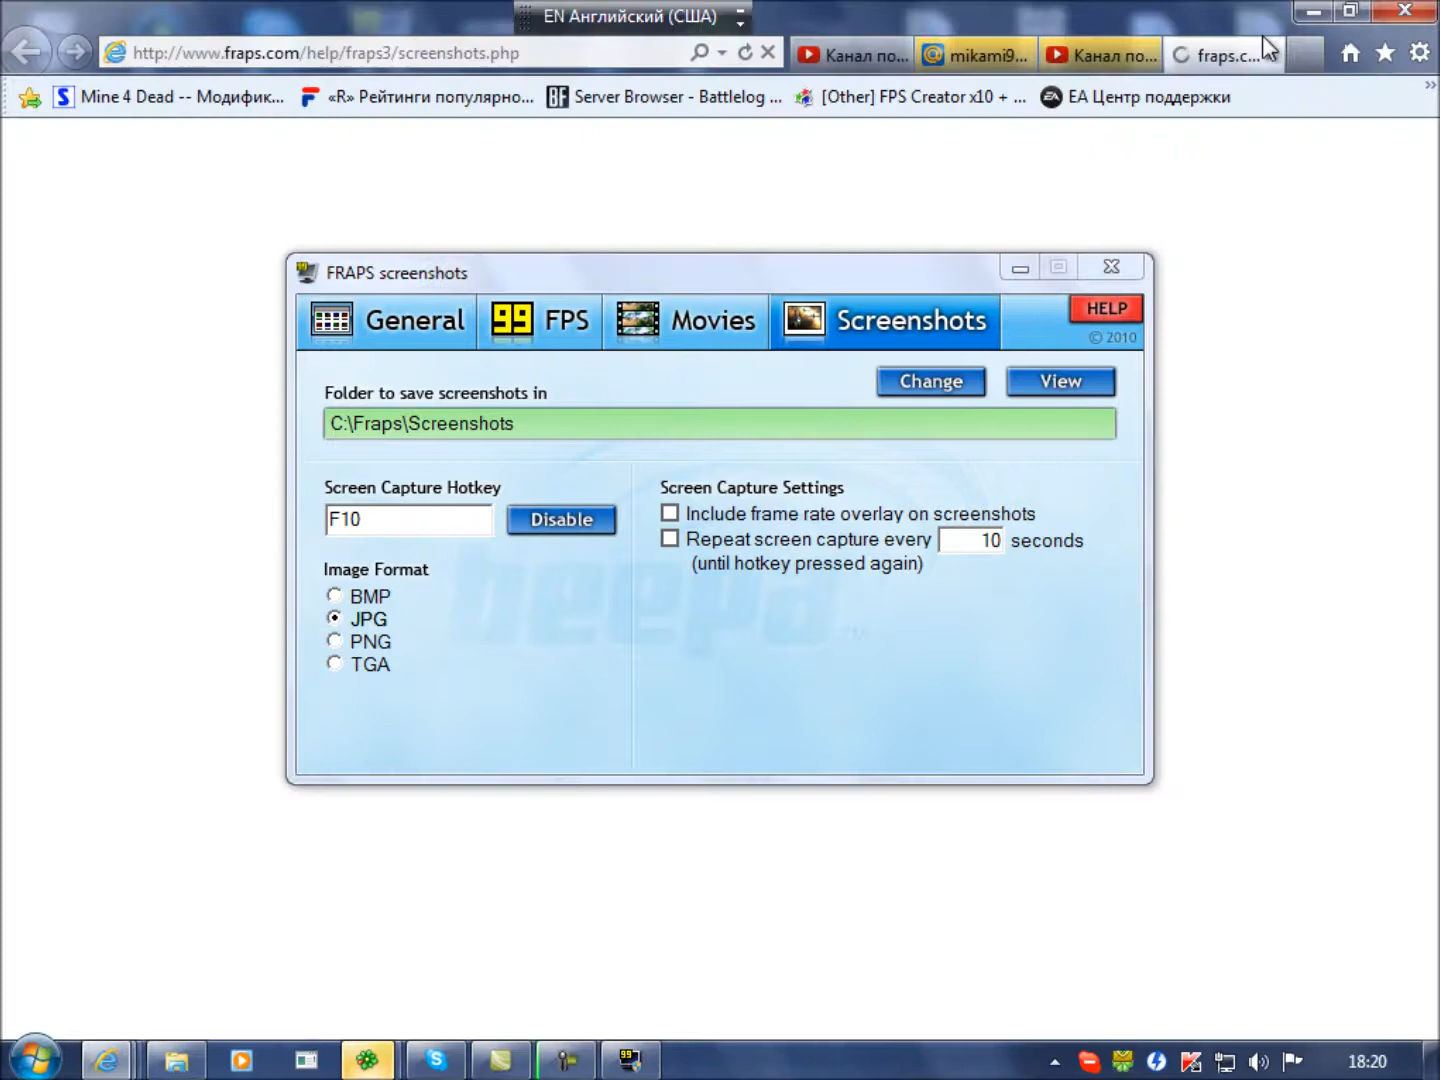 EN Английский (США)
http://www.fraps.com/help/fraps3/screenshots.php
Канал по...
mikami9...
Канал по...
fraps.c...
Mine 4 Dead -- Модифик...
«R» Рейтинги популярно...
Server Browser - Battlelog ...
[Other] FPS Creator x10 + ...
EA Центр поддержки
FRAPS screenshots
General
99 FPS
Movies
Screenshots
HELP
© 2010
Folder to save screenshots in
Change
View
C:\Fraps\Screenshots
Screen Capture Hotkey
F10
Disable
Image Format
BMP
JPG
PNG
TGA
Screen Capture Settings
Include frame rate overlay on screenshots
Repeat screen capture every 10 seconds
(until hotkey pressed again)
beepa™
18:20